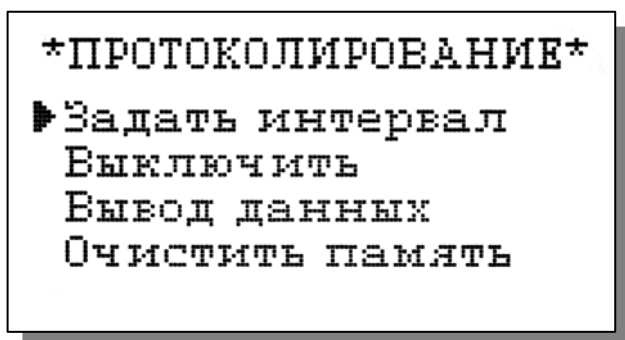 *ПРОТОКОЛИРОВАНИЕ*
Задать интервал
Выключить
Вывод данных
Очистить память